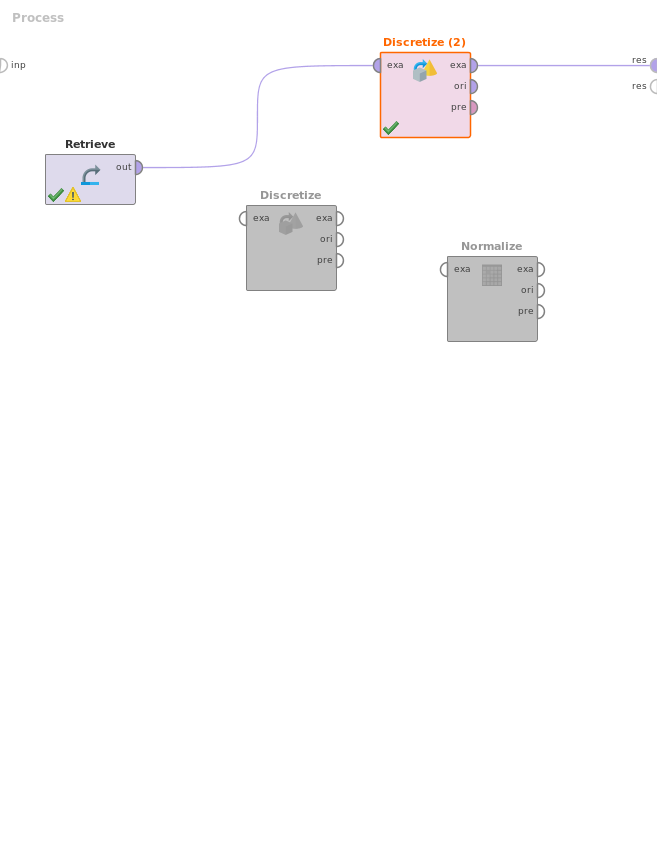 Process
Discretize (2)
inp
exa exa
ori
pre
res
res
Retrieve
out
Discretize
exa exa
ori
pre
Normalize
exa exa
ori
pre